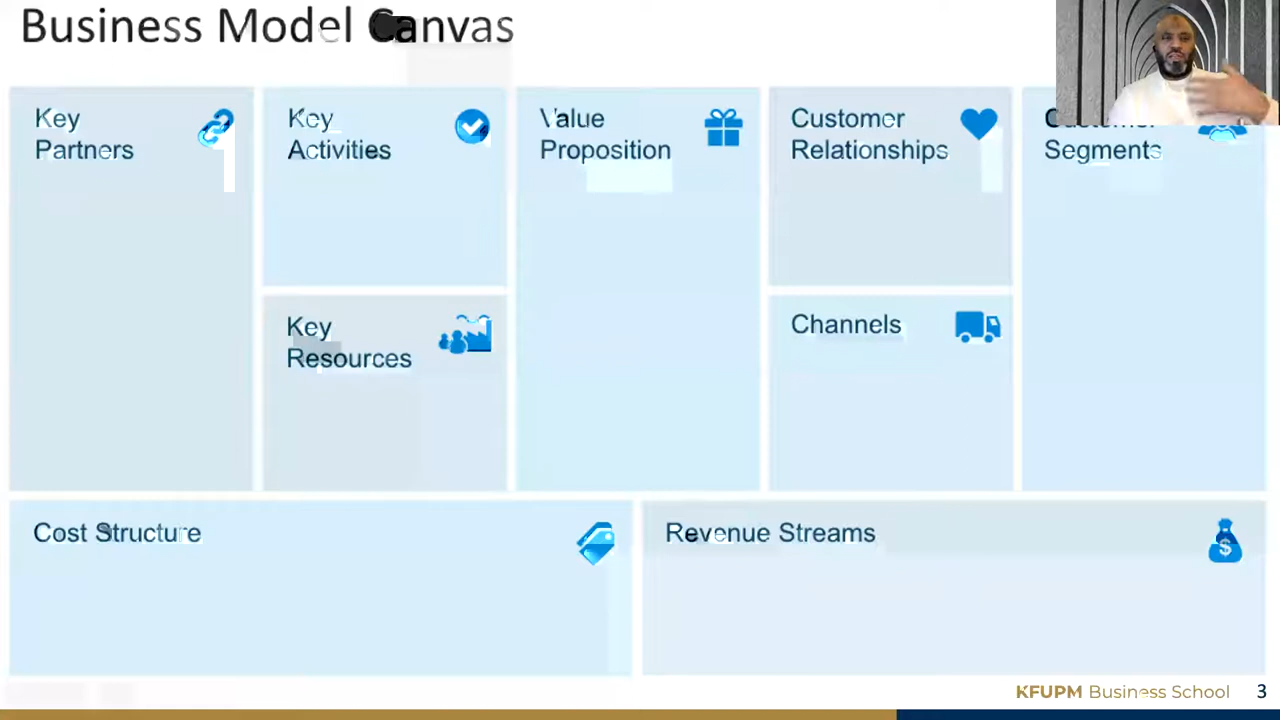 Business Model Canvas
Key
Partners
Key
Activities
Value
Proposition
Customer
Relationships
Customer
Segments
Key
Resources
Channels
Cost Structure
Revenue Streams
$
KFUPM Business School
3